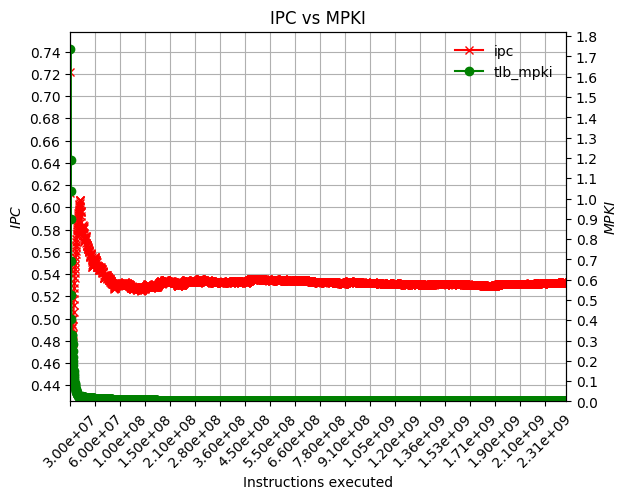 IPC vs MPKI
ipc
tlb_mpki
IPC
0.74
0.72
0.70
0.68
0.66
0.64
0.62
0.60
0.58
0.56
0.54
0.52
0.50
0.48
0.46
0.44
MPKI
1.8
1.7
1.6
1.5
1.4
1.3
1.2
1.1
1.0
0.9
0.8
0.7
0.6
0.5
0.4
0.3
0.2
0.1
0.0
3.00e+07
6.00e+07
1.00e+08
1.50e+08
2.10e+08
2.80e+08
3.60e+08
4.50e+08
5.50e+08
6.60e+08
7.80e+08
9.10e+08
1.05e+09
1.20e+09
1.36e+09
1.53e+09
1.71e+09
1.90e+09
2.10e+09
2.31e+09
Instructions executed